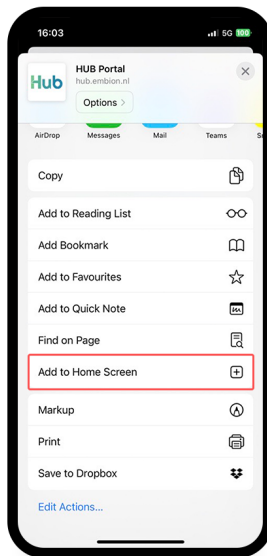 16:03
5G 100
Hub
HUB Portal
hub.embion.nl
Options >
AirDrop Messages Mail Teams
Copy
Add to Reading List
Add Bookmark
Add to Favourites
Add to Quick Note
Find on Page
Add to Home Screen
Markup
Print
Save to Dropbox
Edit Actions...